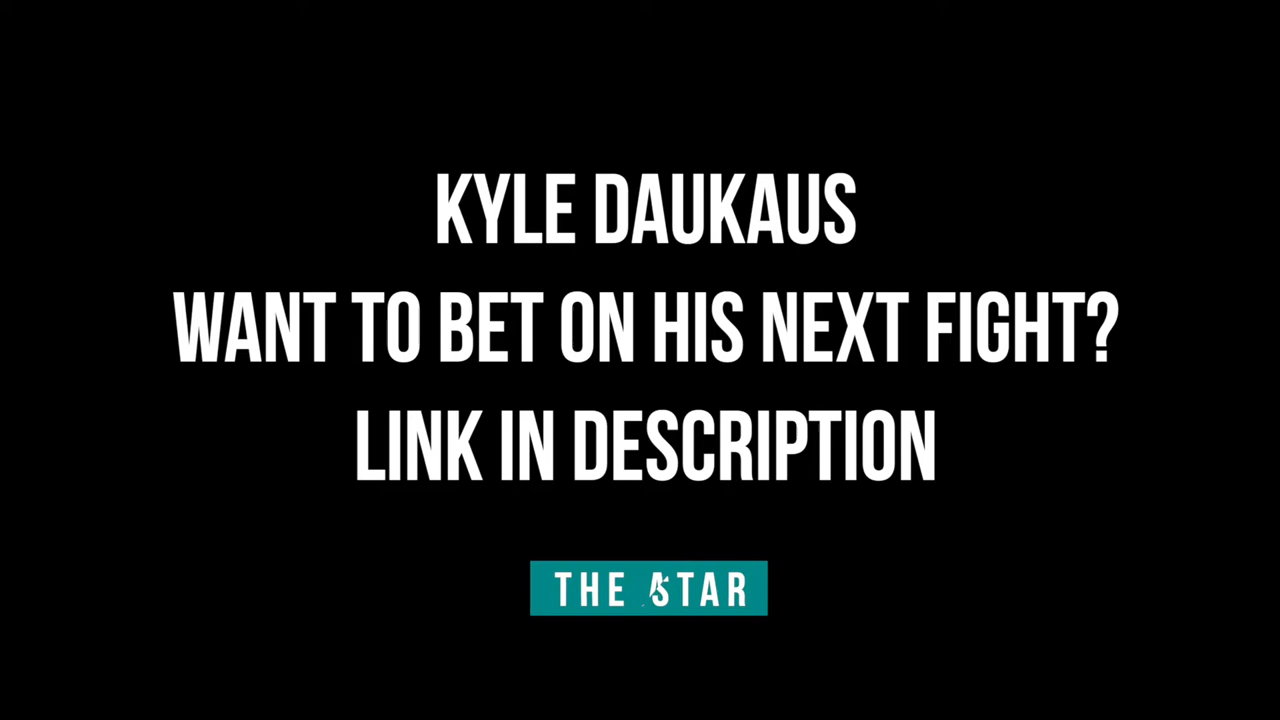 KYLE DAUKAUS
WANT TO BET ON HIS NEXT FIGHT?
LINK IN DESCRIPTION
THE STAR